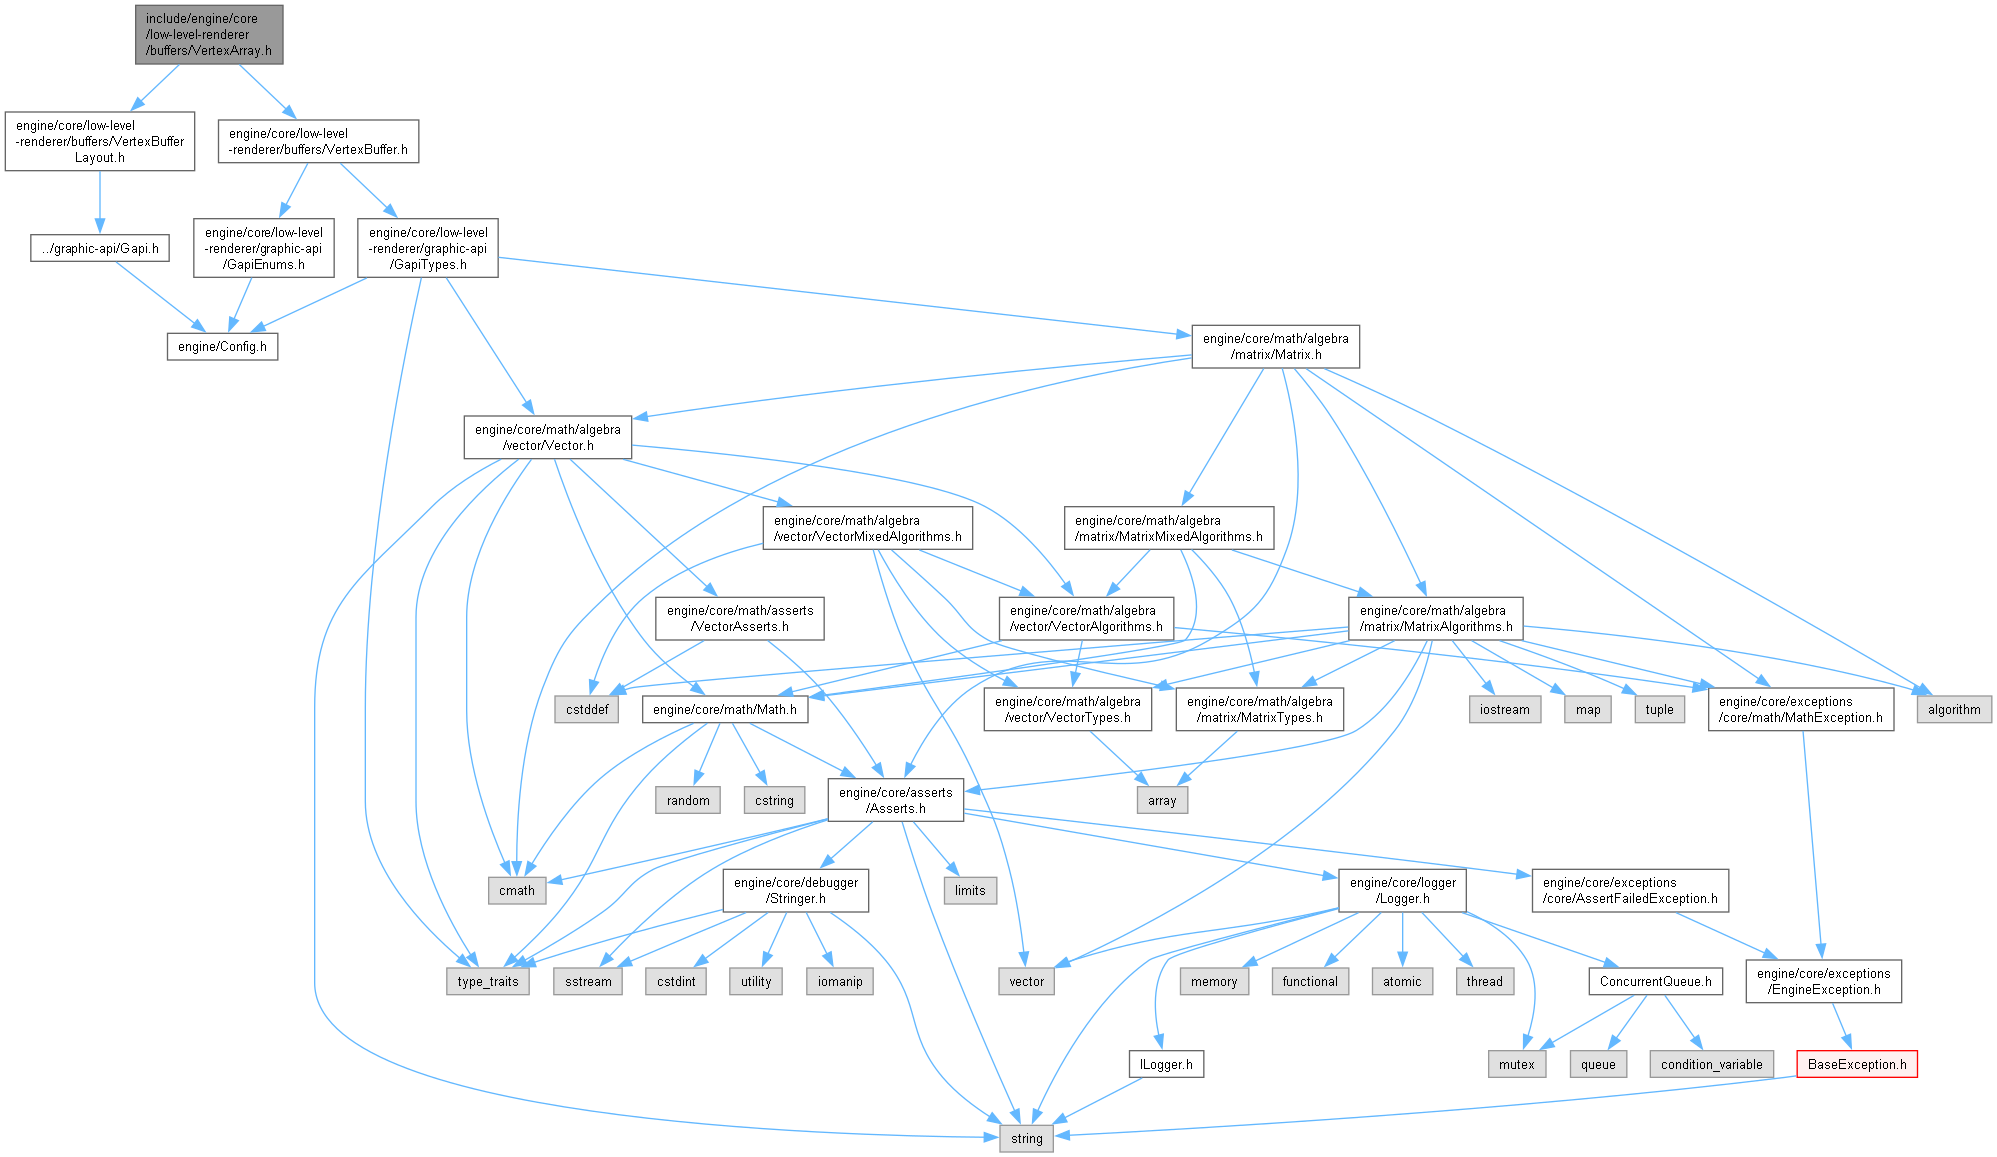 include/engine/core
/low-level-renderer
/buffers/VertexArray.h
engine/core/low-level
-renderer/buffers/VertexBuffer
Layout.h
engine/core/low-level
-renderer/buffers/VertexBuffer.h
../graphic-api/Gapi.h
engine/core/low-level
-renderer/graphic-api
/GapiEnums.h
engine/core/low-level
-renderer/graphic-api
/GapiTypes.h
engine/Config.h
engine/core/math/algebra
/matrix/Matrix.h
engine/core/math/algebra
/vector/Vector.h
engine/core/math/algebra
/vector/VectorMixedAlgorithms.h
engine/core/math/algebra
/matrix/MatrixMixedAlgorithms.h
engine/core/math/asserts
/VectorAsserts.h
engine/core/math/algebra
/vector/VectorAlgorithms.h
engine/core/math/algebra
/matrix/MatrixAlgorithms.h
cstddef
engine/core/math/Math.h
engine/core/math/algebra
/vector/VectorTypes.h
engine/core/math/algebra
/matrix/MatrixTypes.h
iostream
map
tuple
engine/core/exceptions
/core/math/MathException.h
algorithm
random
cstring
engine/core/asserts
/Asserts.h
array
cmath
engine/core/debugger
/Stringer.h
limits
engine/core/logger
/Logger.h
engine/core/exceptions
/core/AssertFailedException.h
type_traits
sstream
cstdint
utility
iomanip
vector
memory
functional
atomic
thread
ConcurrentQueue.h
engine/core/exceptions
/EngineException.h
ILogger.h
mutex
queue
condition_variable
BaseException.h
string